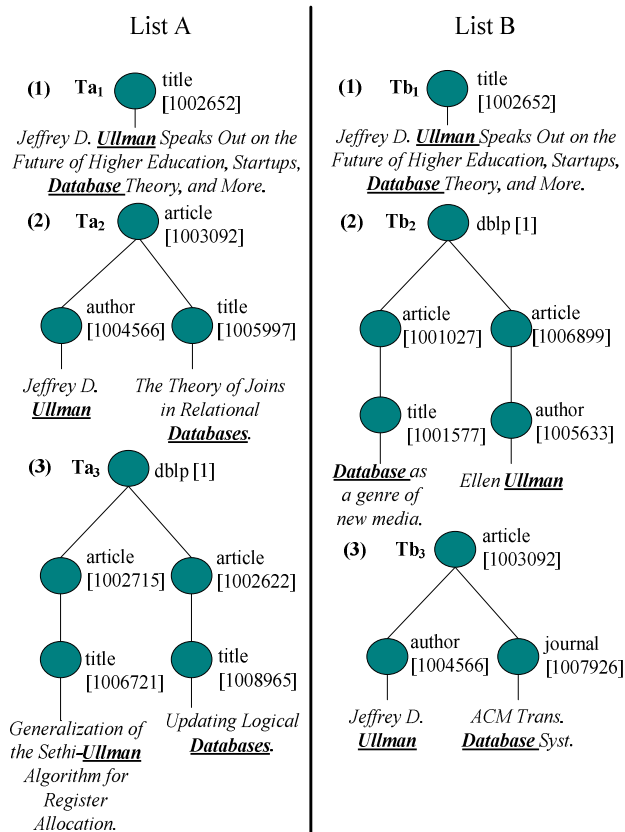 List A
(1) Ta1 title
[1002652]
Jeffrey D. Ullman Speaks Out on the
Future of Higher Education, Startups,
Database Theory, and More.
(2) Ta2 article
[1003092]
author
[1004566]
title
[1005997]
Jeffrey D.
Ullman
The Theory of Joins
in Relational
Databases.
(3) Ta3 dblp [1]
article
[1002715]
article
[1002622]
title
[1006721]
title
[1008965]
Generalization of
the Sethi-Ullman
Algorithm for
Register
Allocation.
Updating Logical
Databases.
List B
(1) Tb1 title
[1002652]
Jeffrey D. Ullman Speaks Out on the
Future of Higher Education, Startups,
Database Theory, and More.
(2) Tb2 dblp [1]
article
[1001027]
article
[1006899]
title
[1001577]
author
[1005633]
Database as
a genre of
new media.
Ellen Ullman
(3) Tb3 article
[1003092]
author
[1004566]
journal
[1007926]
Jeffrey D.
Ullman
ACM Trans.
Database Syst.